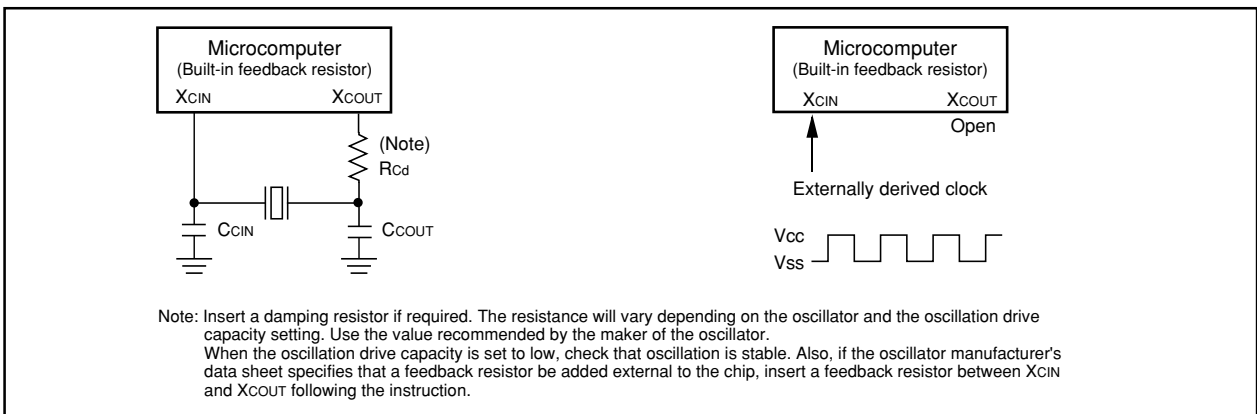 Microcomputer
(Built-in feedback resistor)
XCIN XCOUT
(Note)
RCd
CCIN CCOUT
Microcomputer
(Built-in feedback resistor)
XCIN XCOUT
Open
Externally derived clock
Vcc
Vss
Note: Insert a damping resistor if required. The resistance will vary depending on the oscillator and the oscillation drive
capacity setting. Use the value recommended by the maker of the oscillator.
When the oscillation drive capacity is set to low, check that oscillation is stable. Also, if the oscillator manufacturer's
data sheet specifies that a feedback resistor be added external to the chip, insert a feedback resistor between XCIN
and XCOUT following the instruction.